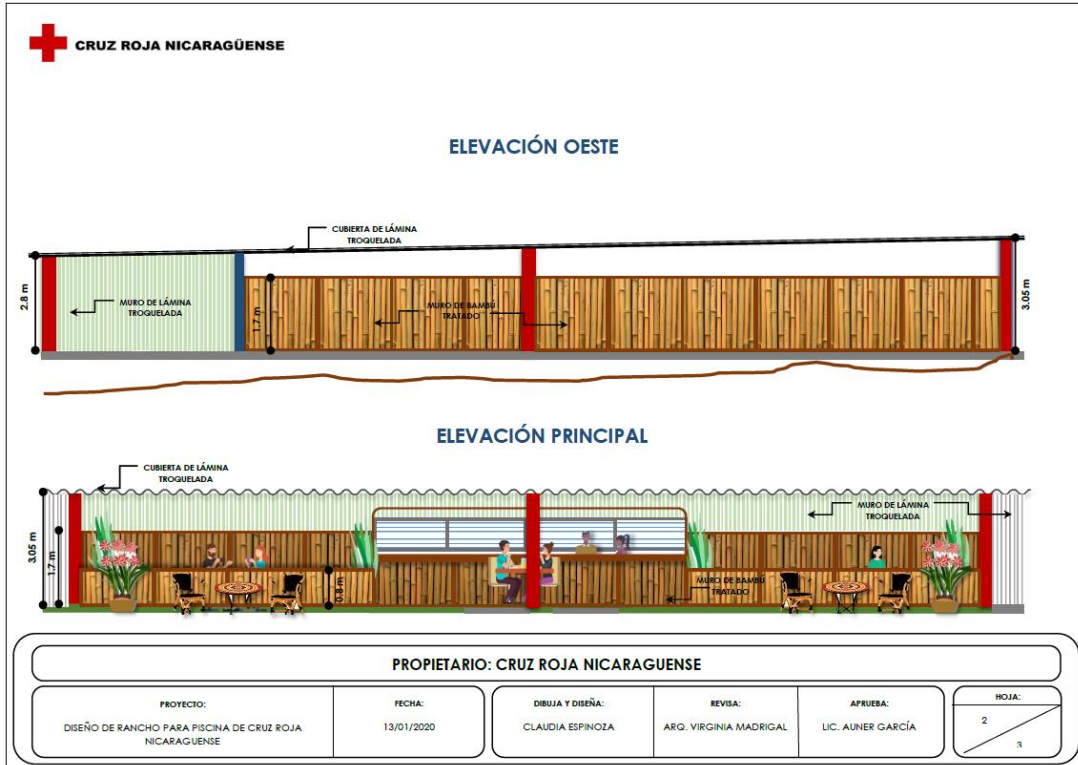 CRUZ ROJA NICARAGÜENSE
ELEVACIÓN OESTE
CUBIERTA DE LÁMINA
TROQUELADA
2.8 m
MURO DE LÁMINA
TROQUELADA
1.7 m
MURO DE BAMBÚ
TRATADO
3.05 m
ELEVACIÓN PRINCIPAL
CUBIERTA DE LÁMINA
TROQUELADA
MURO DE LÁMINA
TROQUELADA
3.05 m
1.7 m
0.8 m
MURO DE BAMBÚ
TRATADO
PROPIETARIO: CRUZ ROJA NICARAGUENSE
PROYECTO:
DISEÑO DE RANCHO PARA PISCINA DE CRUZ ROJA
NICARAGUENSE
FECHA:
13/01/2020
DIBUJA Y DISEÑA:
CLAUDIA ESPINOZA
REVISA:
ARQ. VIRGINIA MADRIGAL
APRUEBA:
LIC. AUNER GARCÍA
HOJA:
2
3